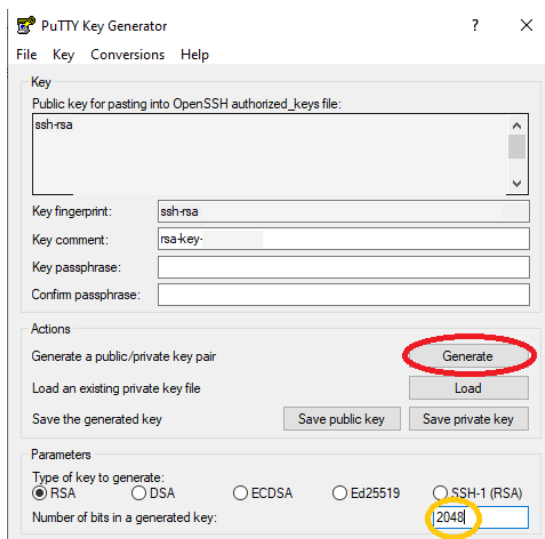 PuTTY Key Generator ? ×
File Key Conversions Help
Key
Public key for pasting into OpenSSH authorized_keys file:
ssh-rsa
Key fingerprint: ssh-rsa
Key comment: rsa-key-
Key passphrase:
Confirm passphrase:
Actions
Generate a public/private key pair Generate
Load an existing private key file Load
Save the generated key Save public key Save private key
Parameters
Type of key to generate:
RSA DSA ECDSA Ed25519 SSH-1 (RSA)
Number of bits in a generated key: 2048